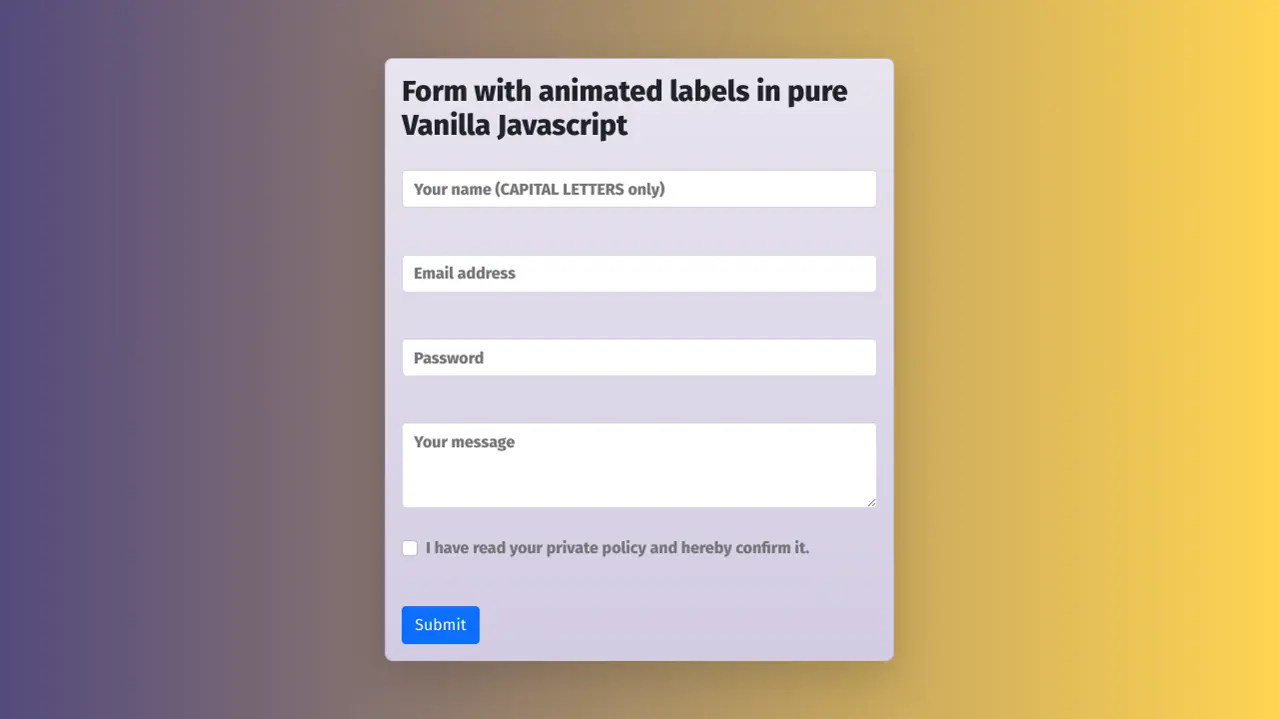 Form with animated labels in pure
Vanilla Javascript
Your name (CAPITAL LETTERS only)
Email address
Password
Your message
I have read your private policy and hereby confirm it.
Submit